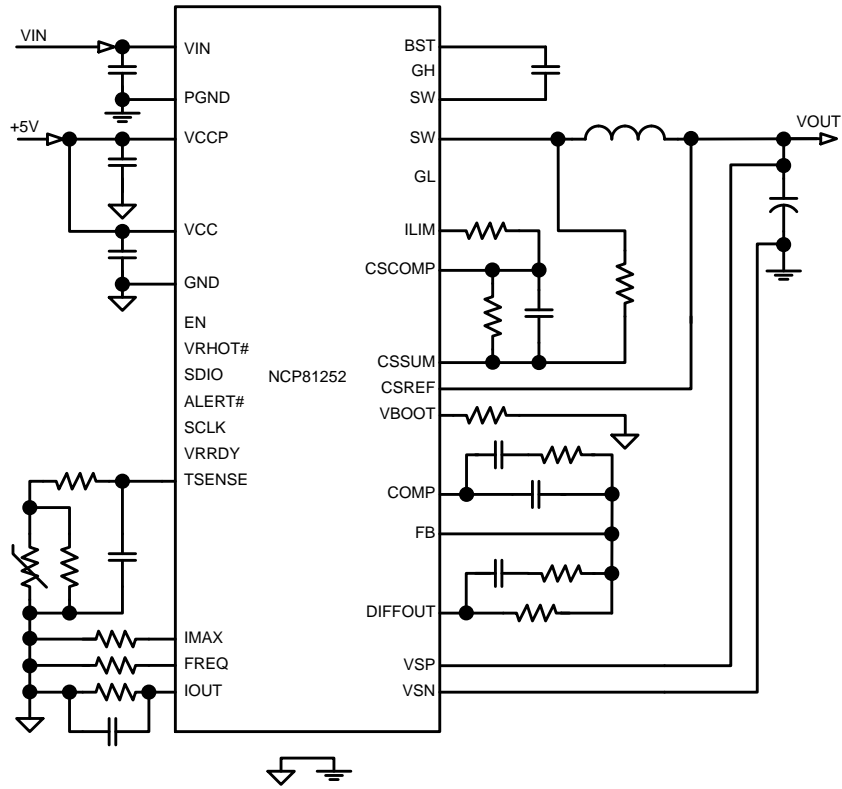 VIN
+5V
VIN
PGND
VCCP
VCC
GND
EN
VRHOT#
SDIO
ALERT#
SCLK
VRRDY
TSENSE
IMAX
FREQ
IOUT
NCP81252
BST
GH
SW
SW
GL
ILIM
CSCOMP
CSSUM
CSREF
VBOOT
COMP
FB
DIFFOUT
VSP
VSN
VOUT